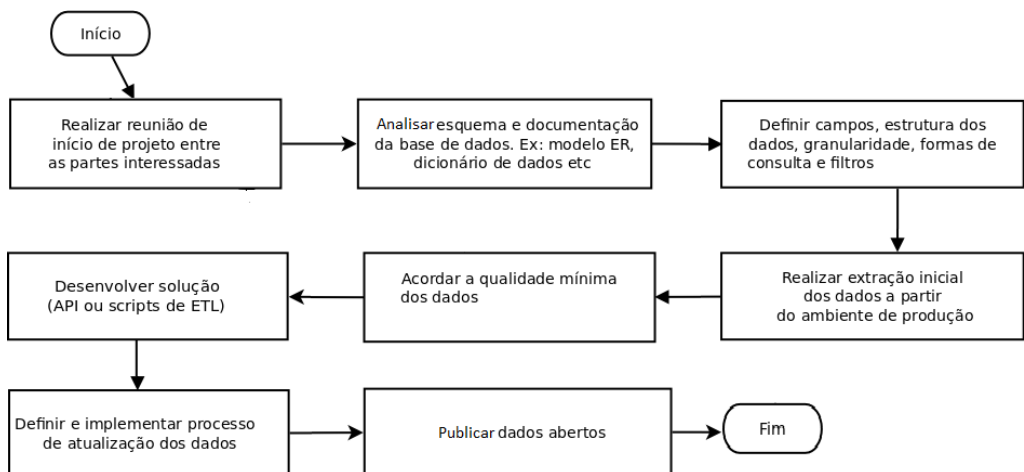 Início
Realizar reunião de
início de projeto entre
as partes interessadas
Analisar esquema e documentação
da base de dados. Ex: modelo ER,
dicionário de dados etc
Definir campos, estrutura dos
dados, granularidade, formas de
consulta e filtros
Realizar extração inicial
dos dados a partir
do ambiente de produção
Acordar a qualidade mínima
dos dados
Desenvolver solução
(API ou scripts de ETL)
Definir e implementar processo
de atualização dos dados
Publicar dados abertos
Fim